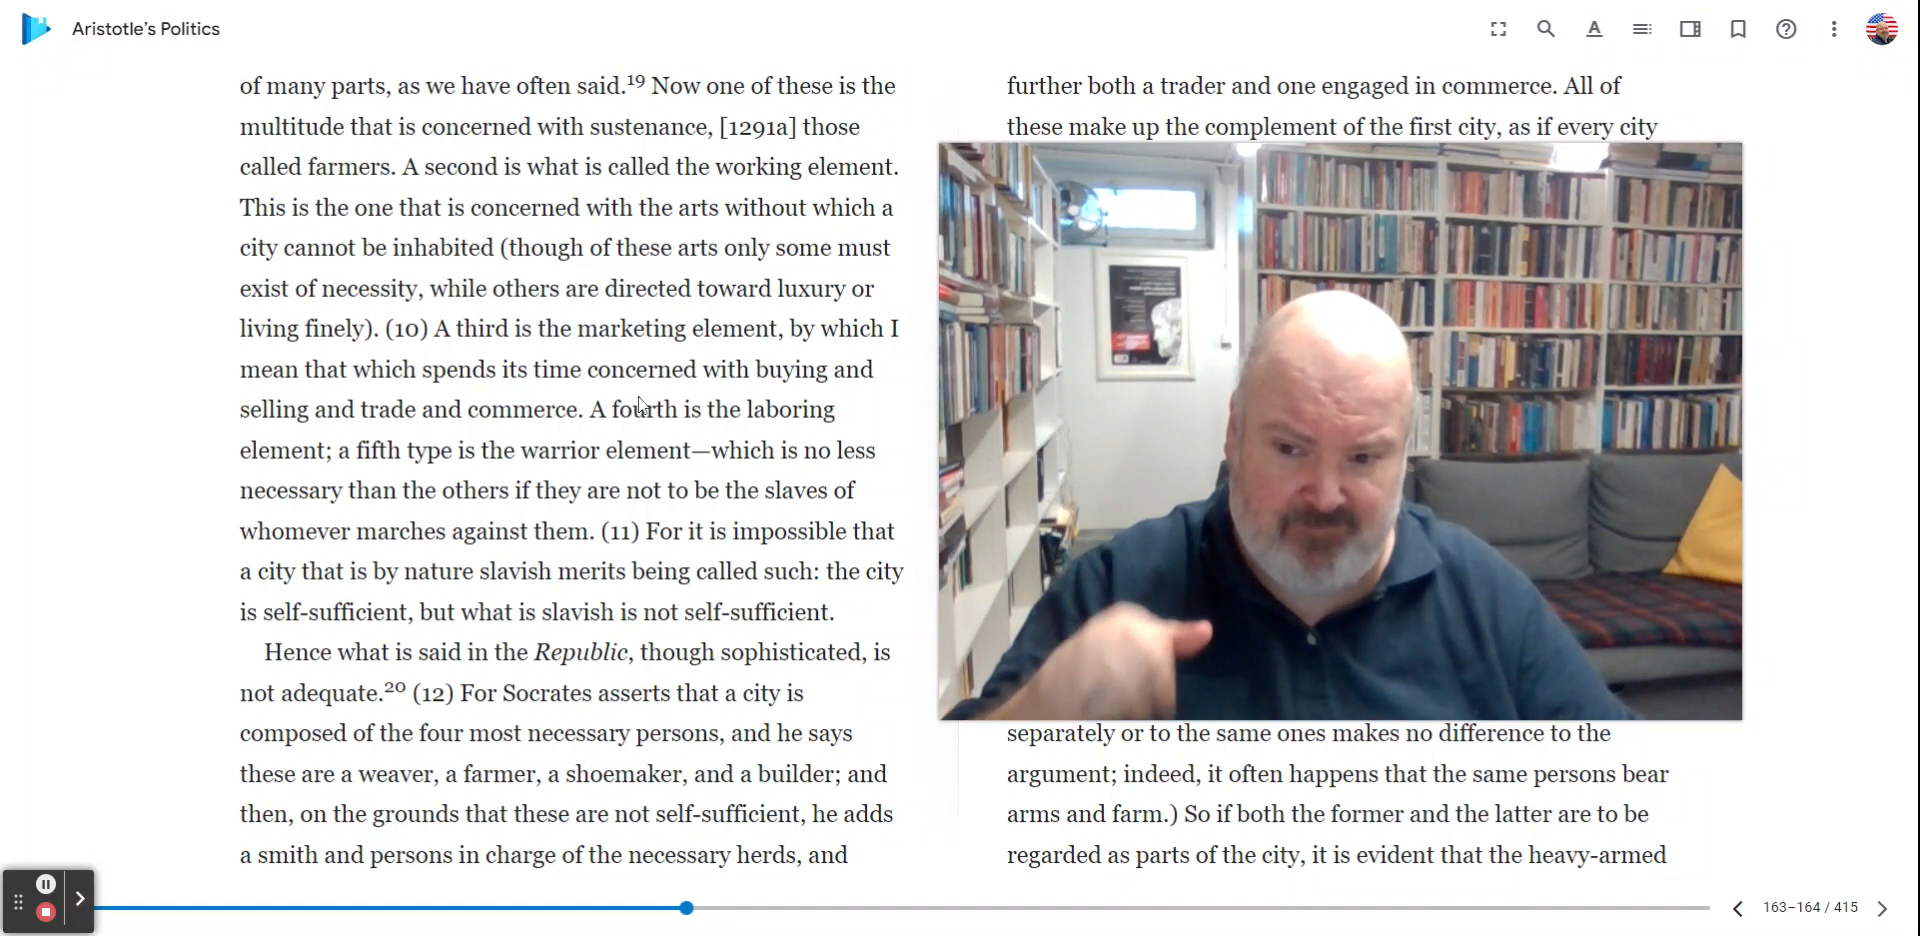 Aristotle's Politics
of many parts, as we have often said.19 Now one of these is the
multitude that is concerned with sustenance, [1291a] those
called farmers. A second is what is called the working element.
This is the one that is concerned with the arts without which a
city cannot be inhabited (though of these arts only some must
exist of necessity, while others are directed toward luxury or
living finely). (10) A third is the marketing element, by which I
mean that which spends its time concerned with buying and
selling and trade and commerce. A fourth is the laboring
element; a fifth type is the warrior element—which is no less
necessary than the others if they are not to be the slaves of
whomever marches against them. (11) For it is impossible that
a city that is by nature slavish merits being called such: the city
is self-sufficient, but what is slavish is not self-sufficient.
Hence what is said in the Republic, though sophisticated, is
not adequate.20 (12) For Socrates asserts that a city is
composed of the four most necessary persons, and he says
these are a weaver, a farmer, a shoemaker, and a builder; and
then, on the grounds that these are not self-sufficient, he adds
a smith and persons in charge of the necessary herds, and
further both a trader and one engaged in commerce. All of
these make up the complement of the first city, as if every city
separately or to the same ones makes no difference to the
argument; indeed, it often happens that the same persons bear
arms and farm.) So if both the former and the latter are to be
regarded as parts of the city, it is evident that the heavy-armed
163–164 / 415